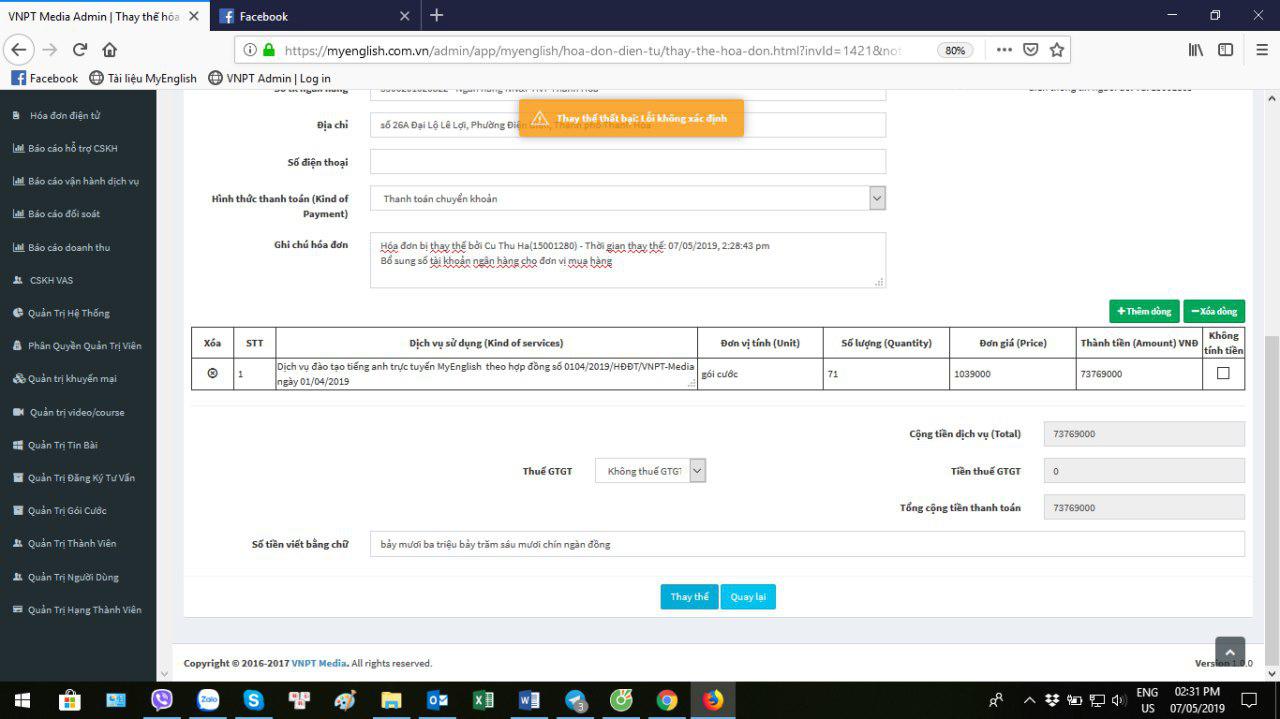 VNPT Media Admin | Thay thế hóa
Facebook
https://myenglish.com.vn/admin/app/myenglish/hoa-don-dien-tu/thay-the-hoa-don.html?invId=1421&not
80%
Facebook
Tài liệu MyEnglish
VNPT Admin | Log in
Hóa đơn điện tử
Báo cáo hỗ trợ CSKH
Báo cáo vận hành dịch vụ
Báo cáo đối soát
Báo cáo doanh thu
CSKH VAS
Quản Trị Hệ Thống
Phân Quyền Quản Trị Viên
Quản trị khuyến mại
Quản trị video/course
Quản Trị Tin Bài
Quản Trị Đăng Ký Tư Vấn
Quản Trị Gói Cước
Quản Trị Thành Viên
Quản Trị Người Dùng
Quản Trị Hạng Thành Viên
Thay thế thất bại: Lỗi không xác định
Địa chỉ
số 26A Đại Lộ Lê Lợi, Phường Điện Biên, Thành phố Thanh Hóa
Số điện thoại
Hình thức thanh toán (Kind of
Payment)
Thanh toán chuyển khoản
Ghi chú hóa đơn
Hóa đơn bị thay thế bởi Cu Thu Ha(15001280) - Thời gian thay thế: 07/05/2019, 2:28:43 pm
Bổ sung số tài khoản ngân hàng cho đơn vị mua hàng
Thêm dòng
Xóa dòng
Xóa
STT
Dịch vụ sử dụng (Kind of services)
Đơn vị tính (Unit)
Số lượng (Quantity)
Đơn giá (Price)
Thành tiền (Amount) VNĐ
Không
tính tiền
1
Dịch vụ đào tạo tiếng anh trực tuyến MyEnglish theo hợp đồng số 0104/2019/HĐĐT/VNPT-Media
ngày 01/04/2019
gói cước
71
1039000
73769000
Cộng tiền dịch vụ (Total)
73769000
Thuế GTGT
Không thuế GTGT
Tiền thuế GTGT
0
Tổng cộng tiền thanh toán
73769000
Số tiền viết bằng chữ
bảy mươi ba triệu bảy trăm sáu mươi chín ngàn đồng
Thay thế
Quay lại
Copyright © 2016-2017 VNPT Media. All rights reserved.
Version 1.0.0
Zalo
3
ENG
US
02:31 PM
07/05/2019